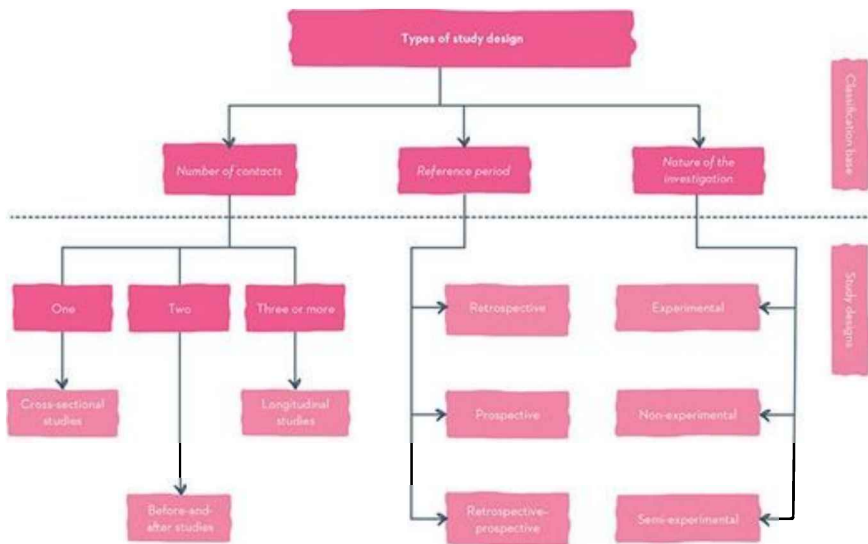 Types of study design
Classification base
Number of contacts
Reference period
Nature of the
investigation
Study designs
One
Two
Three or more
Retrospective
Experimental
Cross-sectional
studies
Longitudinal
studies
Prospective
Non-experimental
Before-and-
after studies
Retrospective-
prospective
Semi-experimental